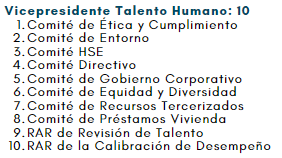 Vicepresidente Talento Humano: 10
1. Comité de Ética y Cumplimiento
2. Comité de Entorno
3. Comité HSE
4. Comité Directivo
5. Comité de Gobierno Corporativo
6. Comité de Equidad y Diversidad
7. Comité de Recursos Tercerizados
8. Comité de Préstamos Vivienda
9. RAR de Revisión de Talento
10. RAR de la Calibración de Desempeño